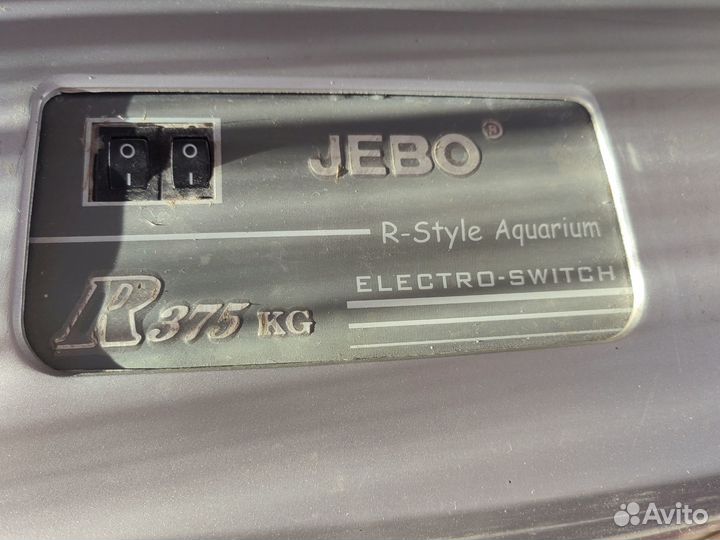 JEBO®
O O
I I
R-Style Aquarium
ELECTRO-SWITCH
R375 KG
Avito